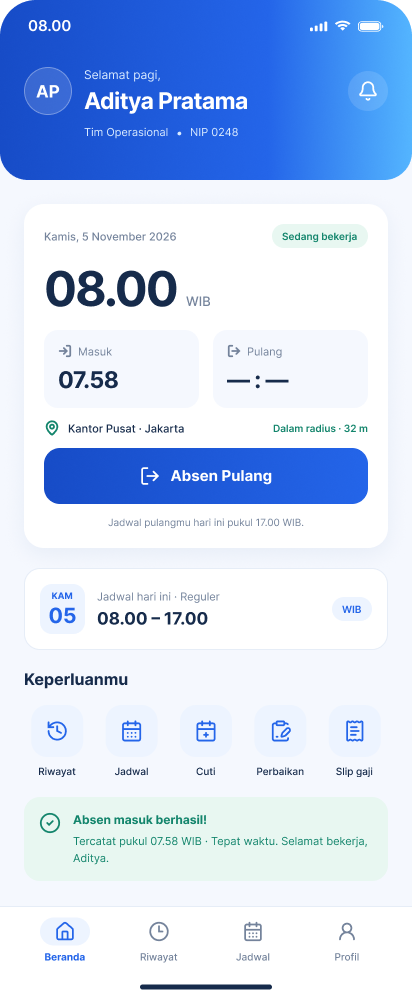 08.00
AP
Selamat pagi,
Aditya Pratama
Tim Operasional • NIP 0248
Kamis, 5 November 2026
Sedang bekerja
08.00 WIB
Masuk
07.58
Pulang
— : —
Kantor Pusat · Jakarta
Dalam radius · 32 m
Absen Pulang
Jadwal pulangmu hari ini pukul 17.00 WIB.
KAM
05
Jadwal hari ini · Reguler
08.00 – 17.00
WIB
Keperluanmu
Riwayat
Jadwal
Cuti
Perbaikan
Slip gaji
Absen masuk berhasil!
Tercatat pukul 07.58 WIB · Tepat waktu. Selamat bekerja,
Aditya.
Beranda
Riwayat
Jadwal
Profil